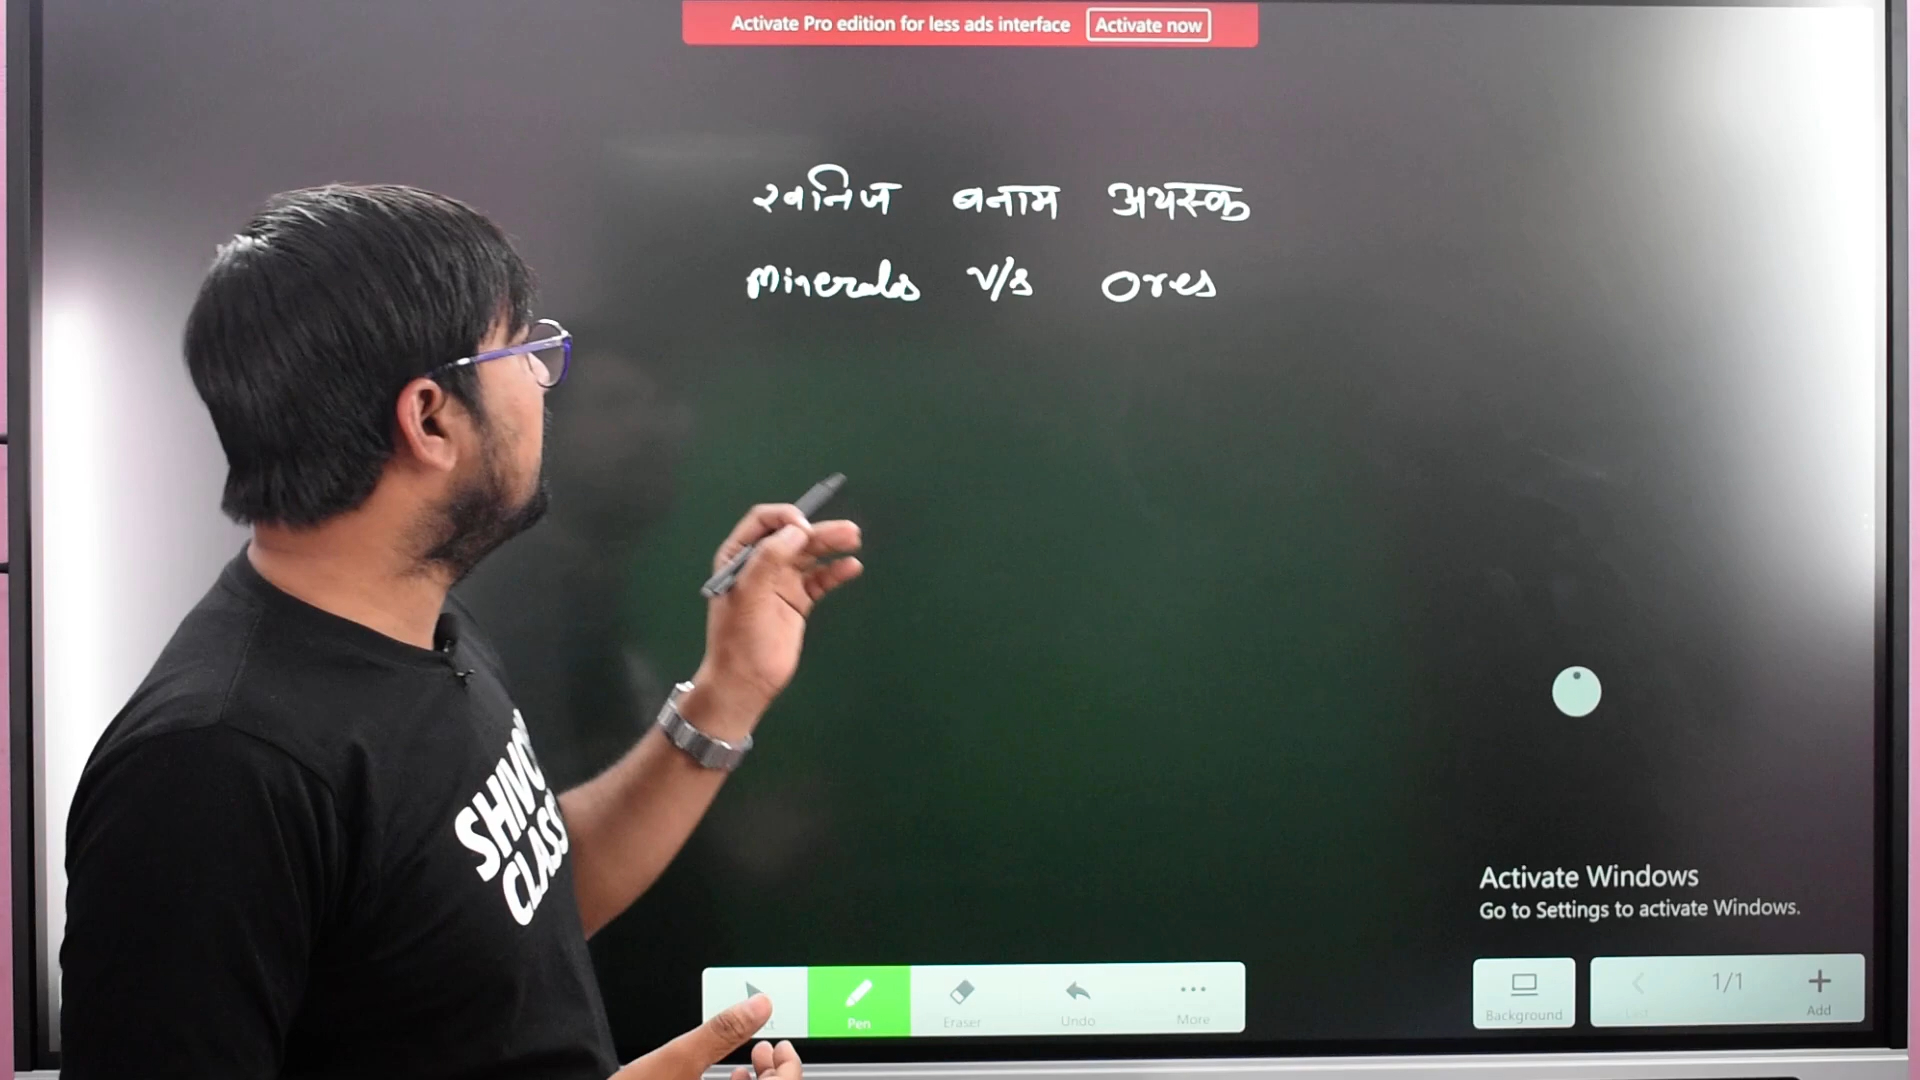 Activate Pro edition for less ads interface Activate now
खनिज बनाम अयस्क
Minerals v/s Ores
CLASS
Activate Windows
Go to Settings to activate Windows.
Pen Eraser Undo More
Background
1/1
Add